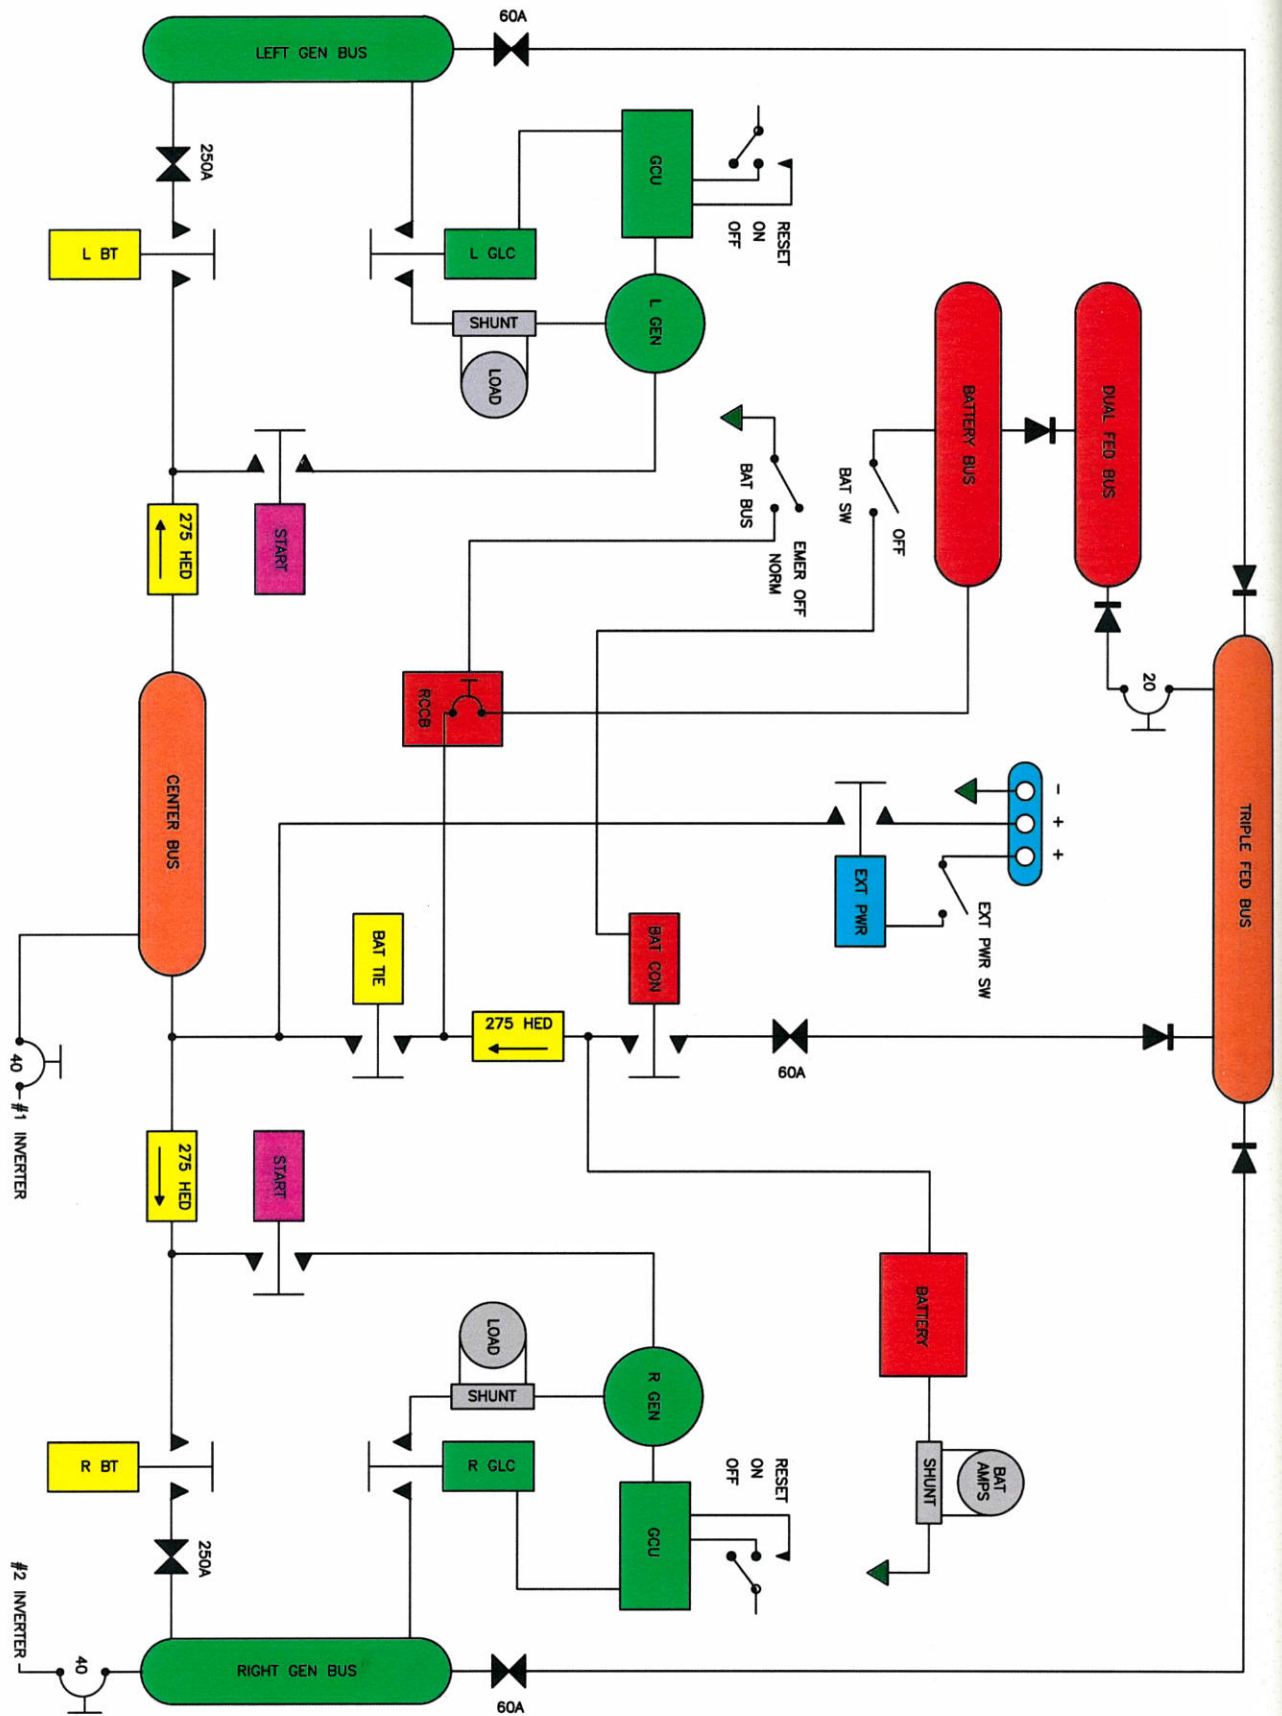 60A
LEFT GEN BUS
250A
L BT
GCU
RESET
ON
OFF
L GLC
L GEN
SHUNT
LOAD
BATTERY BUS
DUAL FED BUS
BAT SW
OFF
BAT BUS
EMER OFF
NORM
START
275 HED
RCCB
20
TRIPLE FED BUS
CENTER BUS
-
+
+
EXT PWR
EXT PWR SW
BAT TIE
BAT CON
275 HED
60A
40
#1 INVERTER
275 HED
START
BATTERY
LOAD
SHUNT
R GEN
R BT
R GLC
RESET
ON
OFF
GCU
BAT
AMPS
SHUNT
250A
#2 INVERTER
40
RIGHT GEN BUS
60A